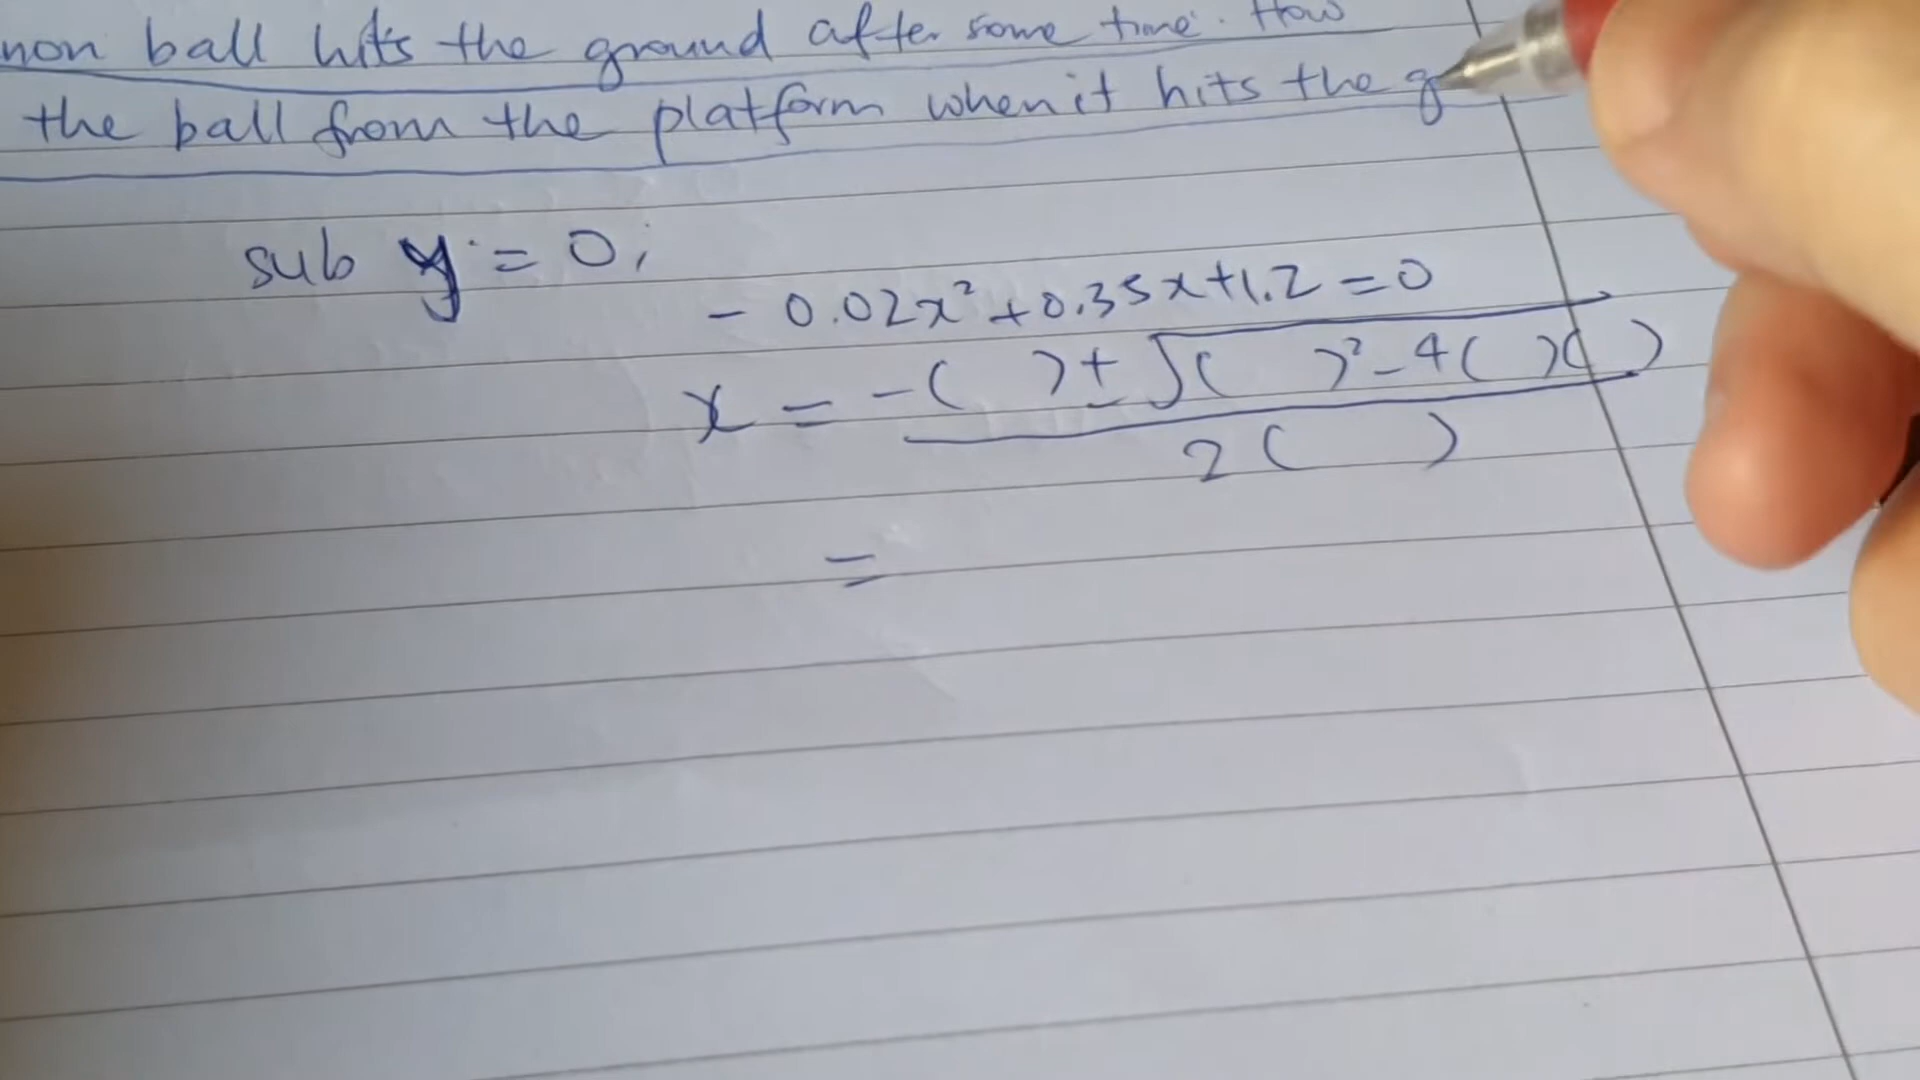 non ball hits the ground after some time. How
the ball from the platform when it hits the g
sub y = 0,
- 0.02x² + 0.35x + 1.2 = 0
x = -( ) ± √( )² - 4( )( )
2( )
=